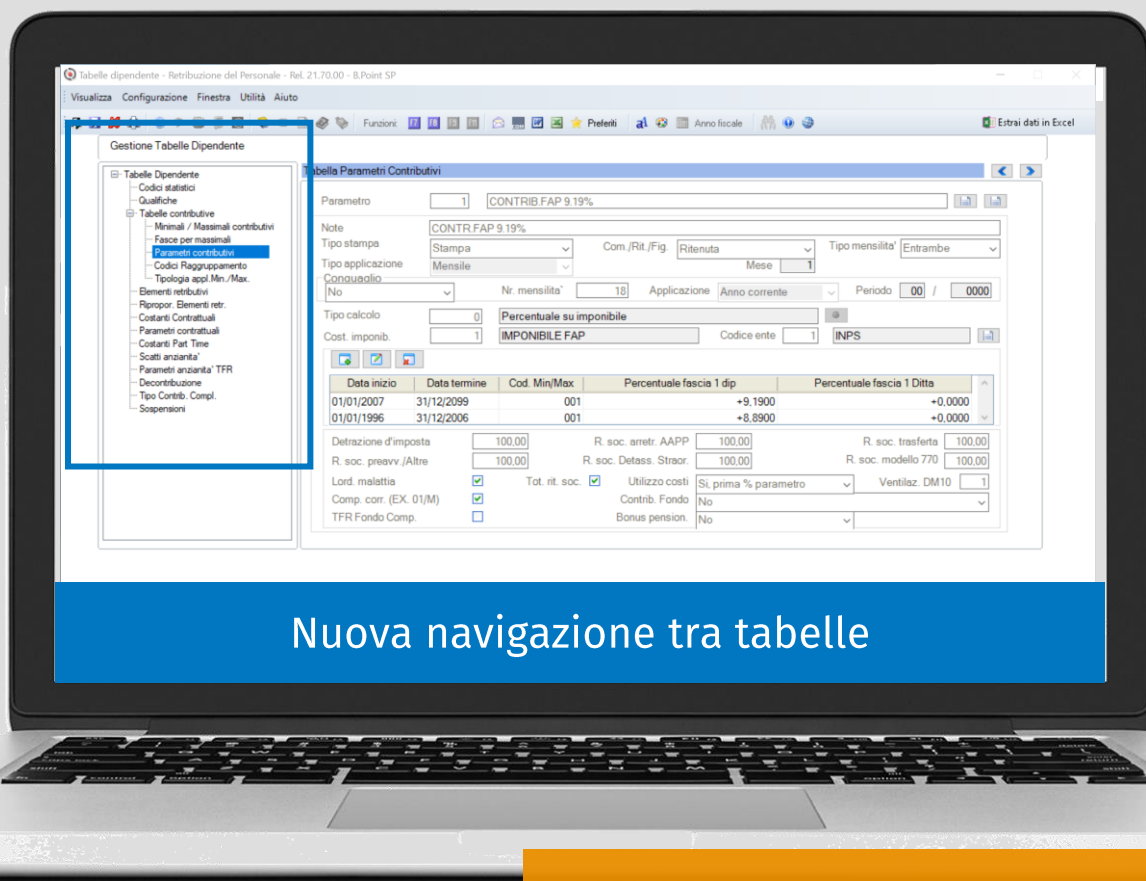 Tabelle dipendente - Retribuzione del Personale - Rel. 21.70.00 - B.Point SP
Visualizza Configurazione Finestra Utilità Aiuto
Funzioni: Preferiti aI Anno fiscale Estrai dati in Excel
Gestione Tabelle Dipendente
Tabelle Dipendente
Codici statistici
Qualifiche
Tabelle contributive
Minimali / Massimali contributivi
Fasce per massimali
Parametri contributivi
Codici Raggruppamento
Tipologia appl.Min./Max.
Elementi retributivi
Ripropor. Elementi retr.
Costanti Contrattuali
Parametri contrattuali
Costanti Part Time
Scatti anzianita'
Parametri anzianita' TFR
Decontribuzione
Tipo Contrib. Compl.
Sospensioni
Tabella Parametri Contributivi
Parametro 1 CONTRIB.FAP 9.19%
Note CONTR.FAP 9.19%
Tipo stampa Stampa Com./Rit./Fig. Ritenuta Tipo mensilita' Entrambe
Tipo applicazione Mensile Mese 1
Conguaglio
No Nr. mensilita' 18 Applicazione Anno corrente Periodo 00 / 0000
Tipo calcolo 0 Percentuale su imponibile
Cost. imponib. 1 IMPONIBILE FAP Codice ente 1 INPS
Data inizio Data termine Cod. Min/Max Percentuale fascia 1 dip Percentuale fascia 1 Ditta
01/01/2007 31/12/2099 001 +9,1900 +0,0000
01/01/1996 31/12/2006 001 +8,8900 +0,0000
Detrazione d'imposta 100,00 R. soc. arretr. AAPP 100,00 R. soc. trasferta 100,00
R. soc. preavv./Altre 100,00 R. soc. Detass. Straor. 100,00 R. soc. modello 770 100,00
Lord. malattia Tot. rit. soc. Utilizzo costi Si, prima % parametro Ventilaz. DM10 1
Comp. corr. (EX. 01/M) Contrib. Fondo No
TFR Fondo Comp. Bonus pension. No
Nuova navigazione tra tabelle